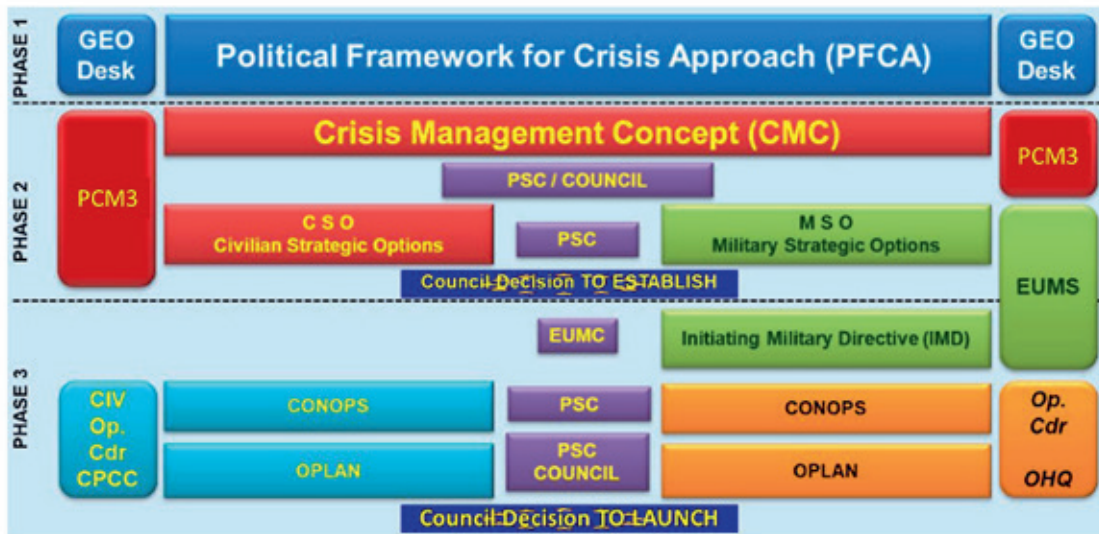 PHASE 1
GEO
Desk
Political Framework for Crisis Approach (PFCA)
GEO
Desk
PHASE 2
PCM3
Crisis Management Concept (CMC)
PCM3
PSC / COUNCIL
C S O
Civilian Strategic Options
PSC
M S O
Military Strategic Options
Council Decision TO ESTABLISH
EUMS
PHASE 3
EUMC
Initiating Military Directive (IMD)
CIV
Op.
Cdr
CPCC
CONOPS
PSC
CONOPS
Op.
Cdr
OHQ
OPLAN
PSC
COUNCIL
OPLAN
Council Decision TO LAUNCH